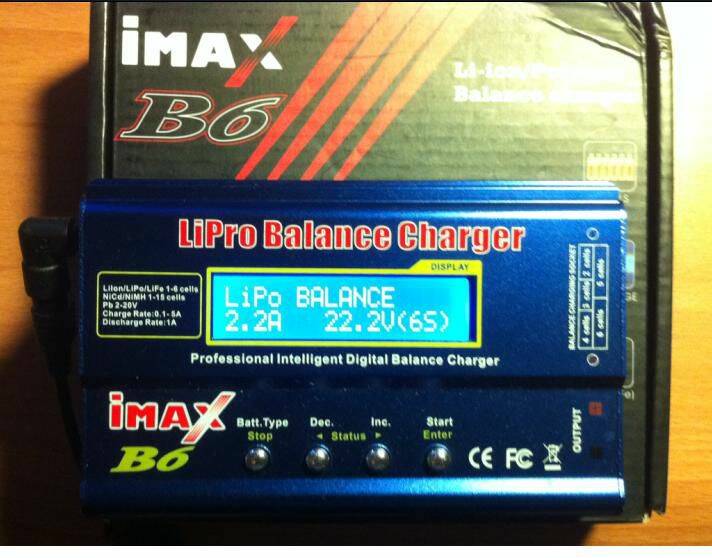 iMAX
B6
Li-ion/
Balance charger
LiPro Balance Charger
DISPLAY
LiIon/LiPo/LiFe 1-6 cells
NiCd/NiMH 1-15 cells
Pb 2-20V
Charge Rate:0.1-5A
Discharge Rate:1A
LiPo BALANCE
2.2A 22.2V(6S)
BALANCE CHARGING SOCKET
2 cells
3 cells
4 cells
5 cells
6 cells
Professional Intelligent Digital Balance Charger
iMAX
B6
Batt.Type Dec. Inc. Start
Stop ◄ Status ► Enter
CE FC
OUTPUT